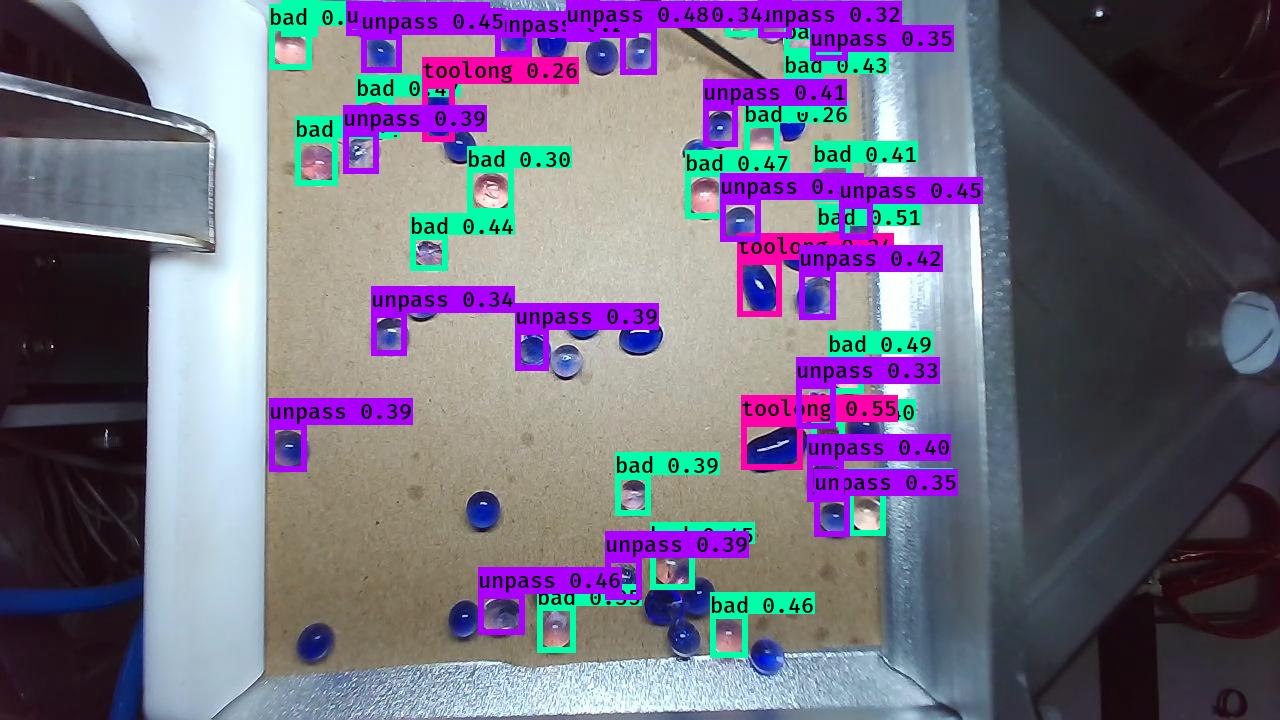 bad
unpass 0.45
unpass 0.48
0.34
unpass 0.32
unpass 0.35
bad 0.43
toolong 0.26
unpass 0.41
bad 0.26
unpass 0.39
bad
bad 0.30
bad 0.47
bad 0.41
unpass
unpass 0.45
bad 0.51
bad 0.44
toolong
unpass 0.42
unpass 0.34
unpass 0.39
bad 0.49
unpass 0.33
toolong 0.55
unpass 0.39
unpass 0.40
bad 0.39
unpass 0.35
unpass 0.39
unpass 0.46
bad
bad 0.46